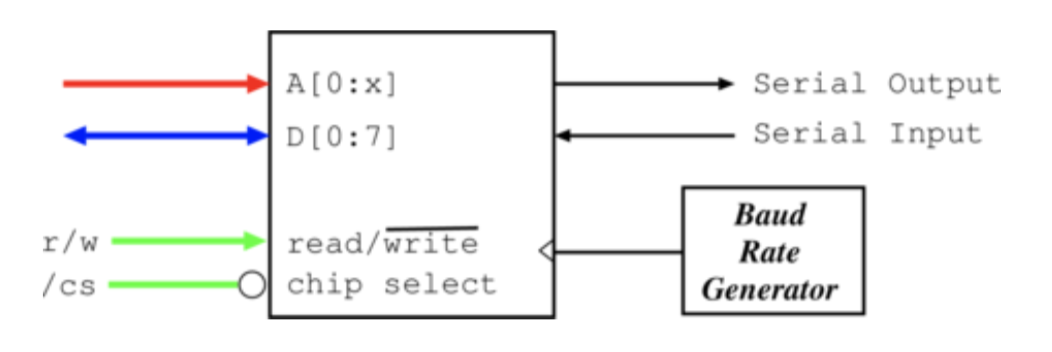 A[0:x]
Serial Output
D[0:7]
Serial Input
r/w
read/write
/cs
chip select
Baud
Rate
Generator